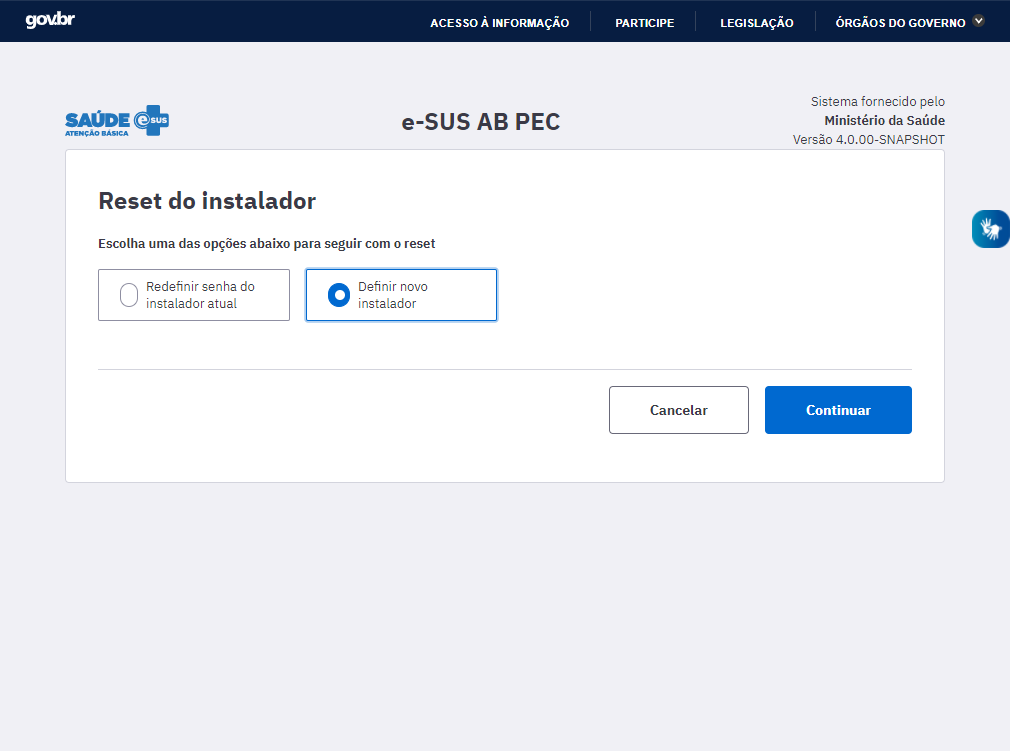 gov.br
ACESSO À INFORMAÇÃO
PARTICIPE
LEGISLAÇÃO
ÓRGÃOS DO GOVERNO
SAÚDE e SUS
ATENÇÃO BÁSICA
e-SUS AB PEC
Sistema fornecido pelo
Ministério da Saúde
Versão 4.0.00-SNAPSHOT
Reset do instalador
Escolha uma das opções abaixo para seguir com o reset
Redefinir senha do
instalador atual
Definir novo
instalador
Cancelar
Continuar